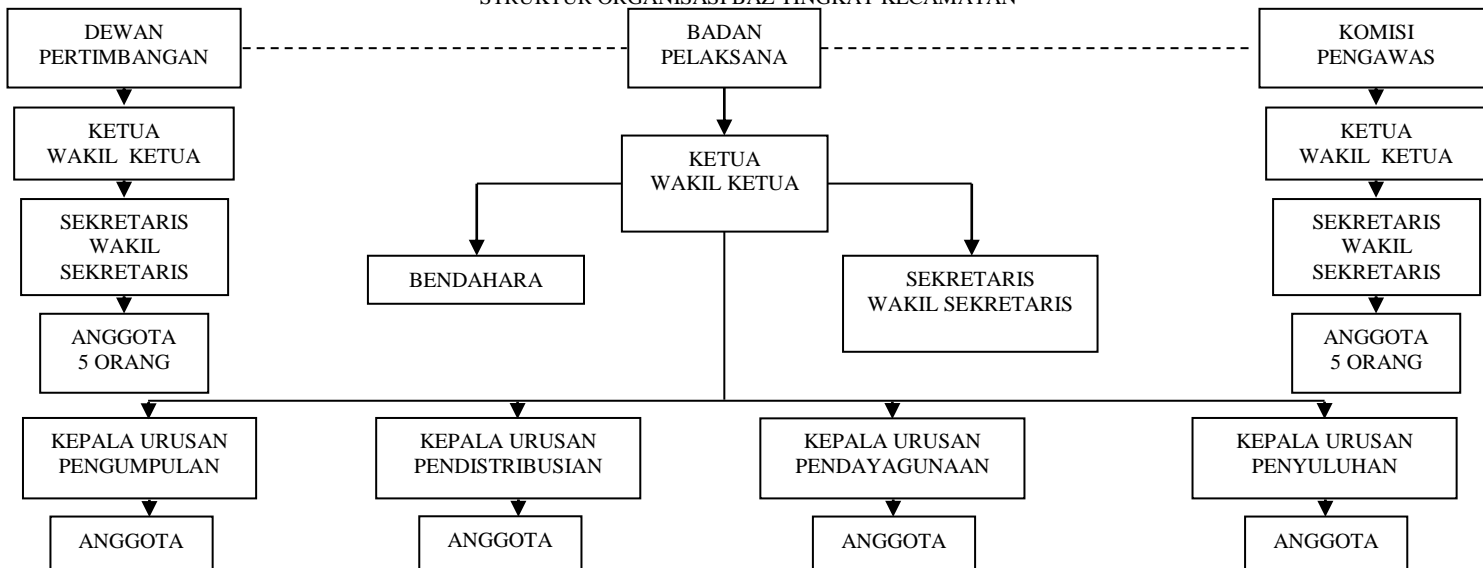 STRUKTUR ORGANISASI BAZ TINGKAT KECAMATAN
DEWAN
PERTIMBANGAN
BADAN
PELAKSANA
KOMISI
PENGAWAS
KETUA
WAKIL KETUA
KETUA
WAKIL KETUA
KETUA
WAKIL KETUA
SEKRETARIS
WAKIL
SEKRETARIS
BENDAHARA
SEKRETARIS
WAKIL SEKRETARIS
SEKRETARIS
WAKIL
SEKRETARIS
ANGGOTA
5 ORANG
ANGGOTA
5 ORANG
KEPALA URUSAN
PENGUMPULAN
KEPALA URUSAN
PENDISTRIBUSIAN
KEPALA URUSAN
PENDAYAGUNAAN
KEPALA URUSAN
PENYULUHAN
ANGGOTA
ANGGOTA
ANGGOTA
ANGGOTA